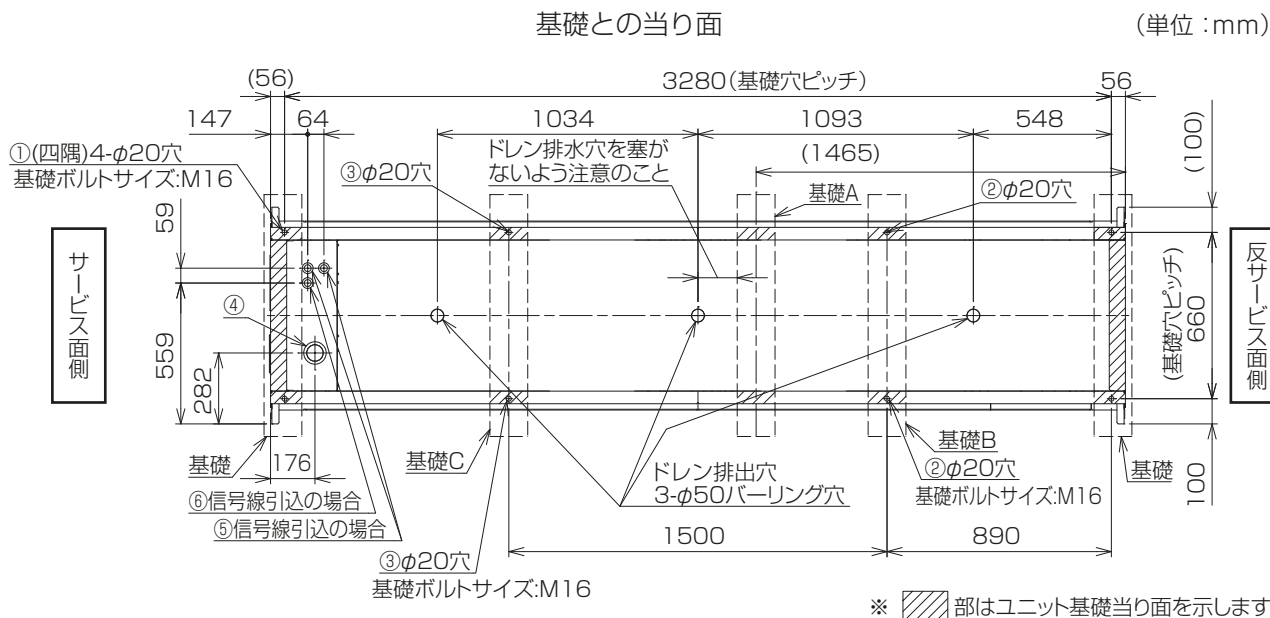 基礎との当り面
(単位:mm)
(56)
3280(基礎穴ピッチ)
56
147
64
1034
1093
548
(100)
①(四隅)4-φ20穴
基礎ボルトサイズ:M16
③φ20穴
ドレン排水穴を塞が
ないよう注意のこと
(1465)
基礎A
②φ20穴
59
サービス面側
④
559
282
660
(基礎穴ピッチ)
反サービス面側
基礎
176
基礎C
ドレン排出穴
3-φ50バーリング穴
基礎B
②φ20穴
基礎ボルトサイズ:M16
基礎
100
⑥信号線引込の場合
⑤信号線引込の場合
1500
890
③φ20穴
基礎ボルトサイズ:M16
※ 部はユニット基礎当り面を示します